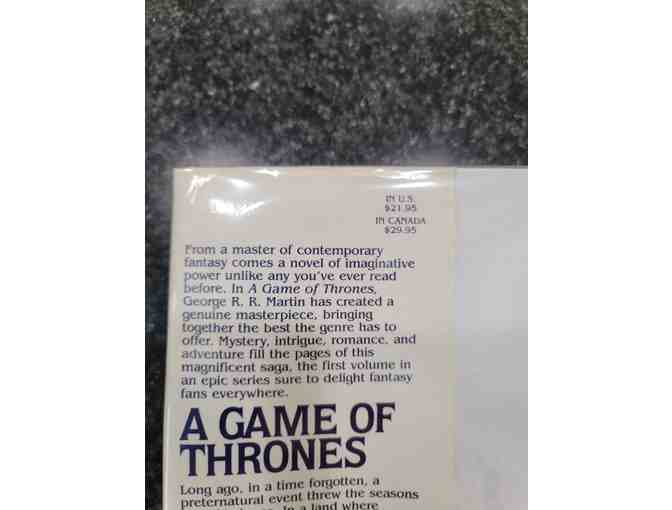 IN U.S.
$21.95
IN CANADA
$29.95
From a master of contemporary
fantasy comes a novel of imaginative
power unlike any you've ever read
before. In A Game of Thrones,
George R. R. Martin has created a
genuine masterpiece, bringing
together the best the genre has to
offer. Mystery, intrigue, romance, and
adventure fill the pages of this
magnificent saga, the first volume in
an epic series sure to delight fantasy
fans everywhere.
A GAME OF
THRONES
Long ago, in a time forgotten, a
preternatural event threw the seasons
In a land where